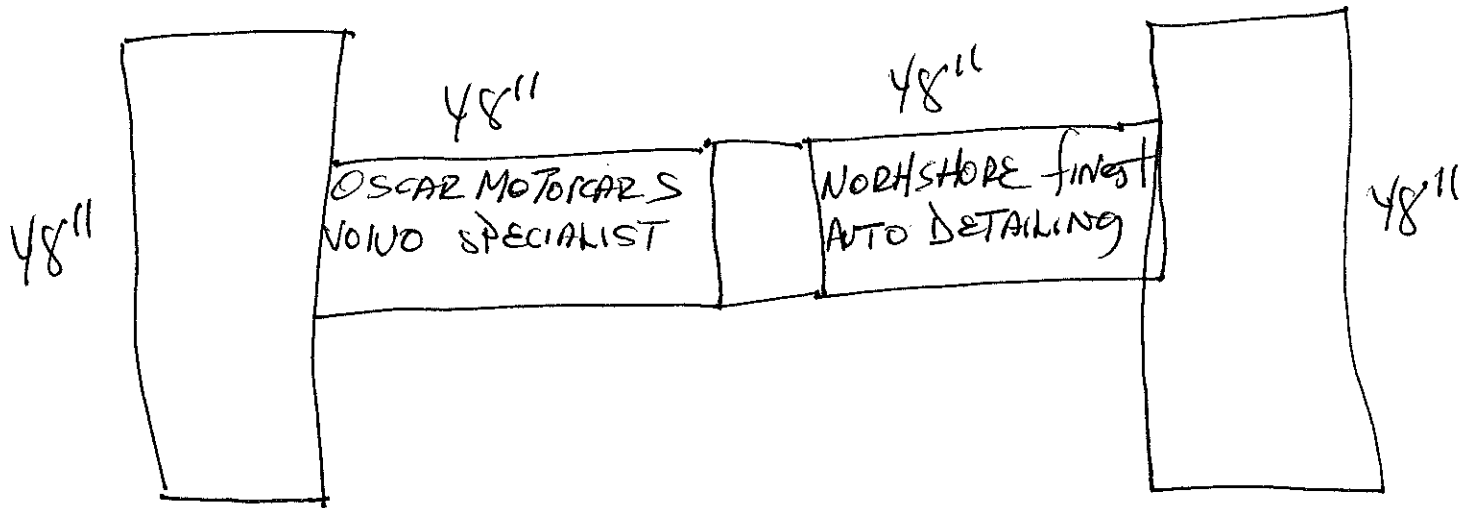 48"
48"
OSCAR MOTORCARS
VOLVO SPECIALIST
NORHSHORE finest
AUTO DETAILING
48"
48"